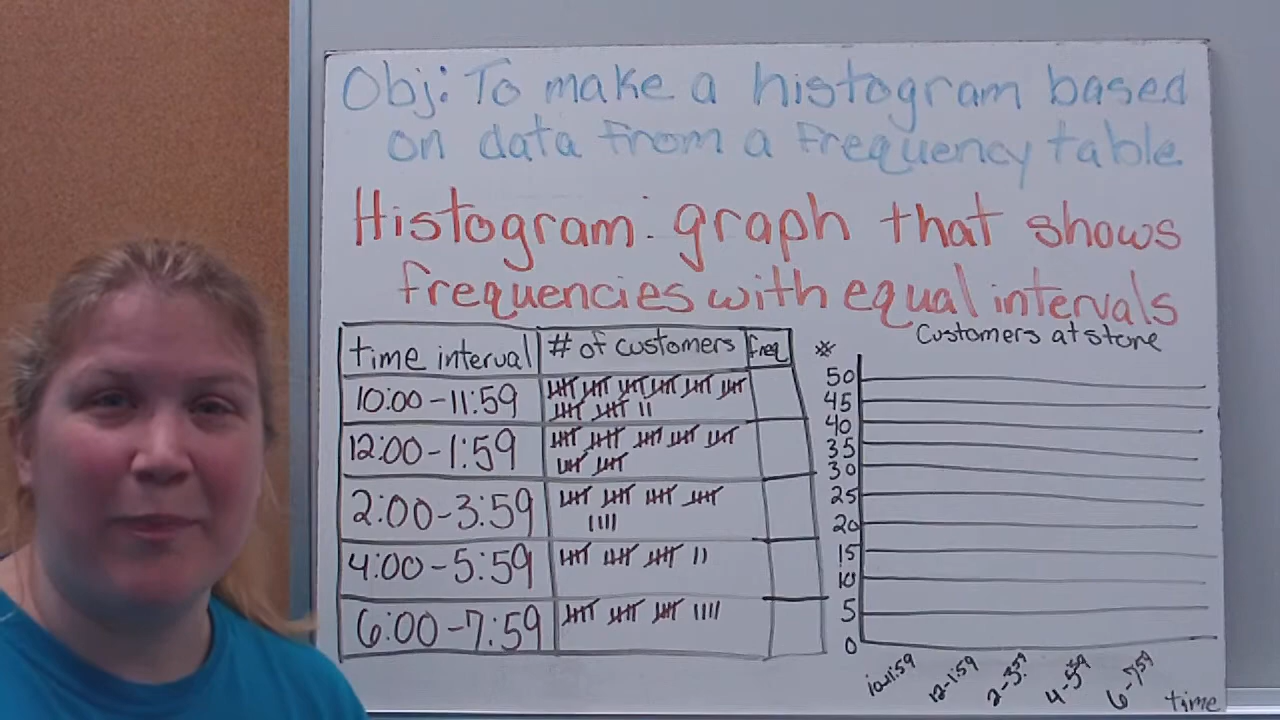 Obj: To make a histogram based
on data from a frequency table
Histogram: graph that shows
frequencies with equal intervals
time interval # of customers freq
10:00-11:59
12:00-1:59
2:00-3:59
4:00-5:59
6:00-7:59
Customers at store
#
50
45
40
35
30
25
20
15
10
5
0
10-11:59 12-1:59 2-3:59 4-5:59 6-7:59
time